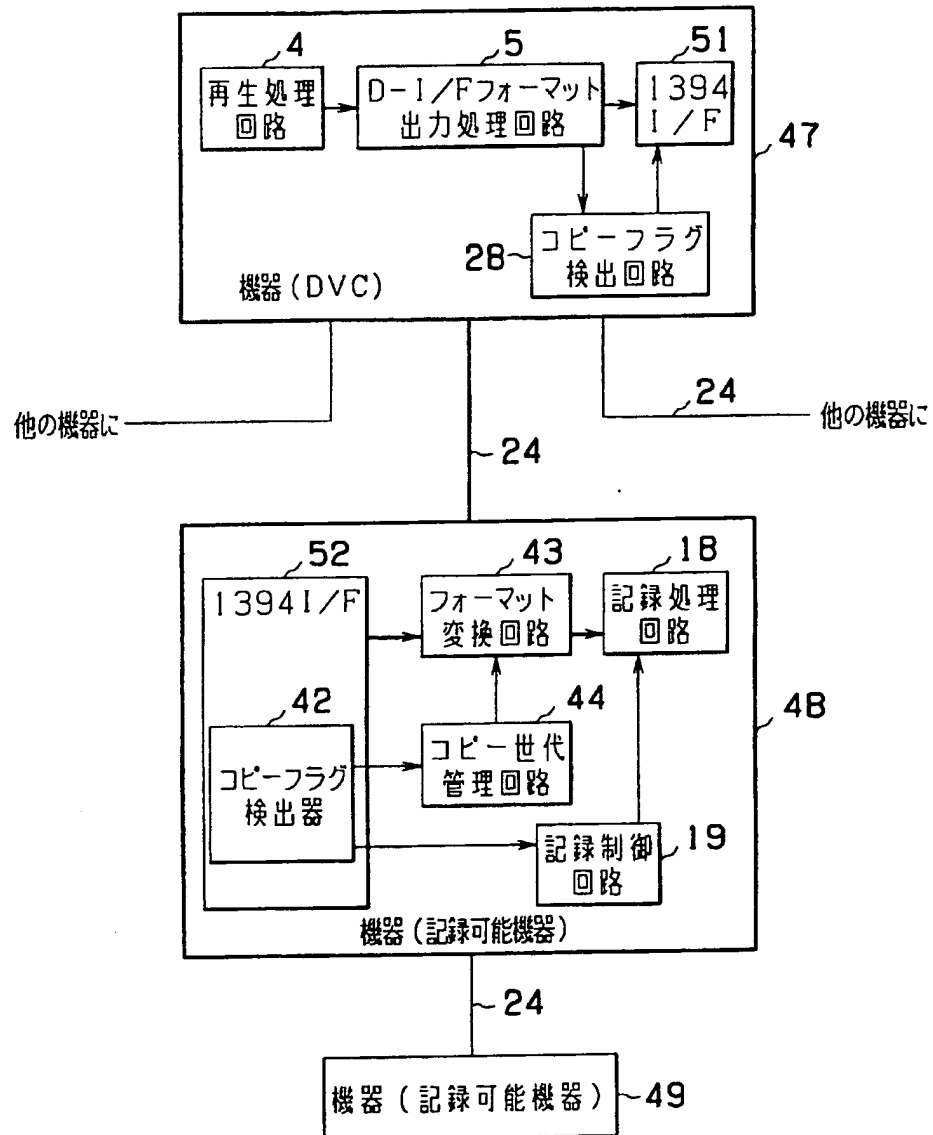 4
5
51
再生処理
回路
D-I/Fフォーマット
出力処理回路
1394
I/F
47
28
コピーフラグ
検出回路
機器(DVC)
他の機器に
24
24
他の機器に
52
43
18
1394I/F
フォーマット
変換回路
記録処理
回路
42
44
48
コピーフラグ
検出器
コピー世代
管理回路
記録制御
回路
19
機器(記録可能機器)
24
機器(記録可能機器)
49